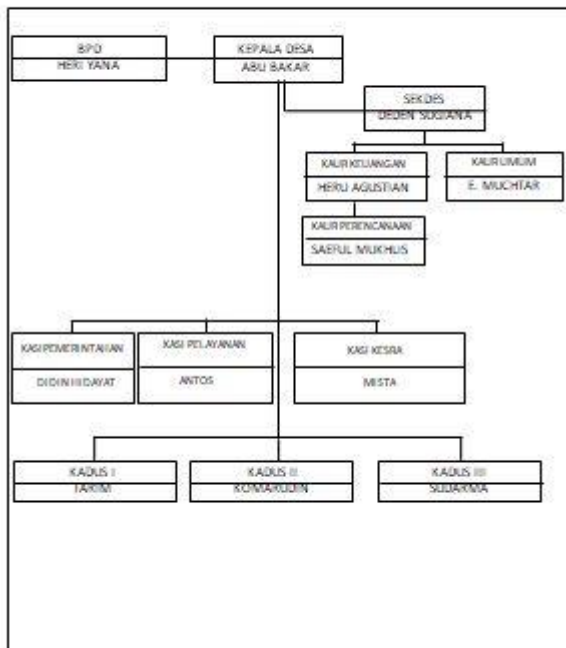 BPD
HERI YANA
KEPALA DESA
ABU BAKAR
SEKDES
DEDEN SUGIANA
KAUR KEUANGAN
HERU AGUSTIAN
KAUR UMUM
E. MUCHTAR
KAUR PERENCANAAN
SAEFUL MUKHLIS
KASI PEMERINTAHAN
DIDIN HIDAYAT
KASI PELAYANAN
ANTOS
KASI KESRA
MISTA
KADUS I
TARIM
KADUS II
KOMARUDIN
KADUS III
SUDARMA